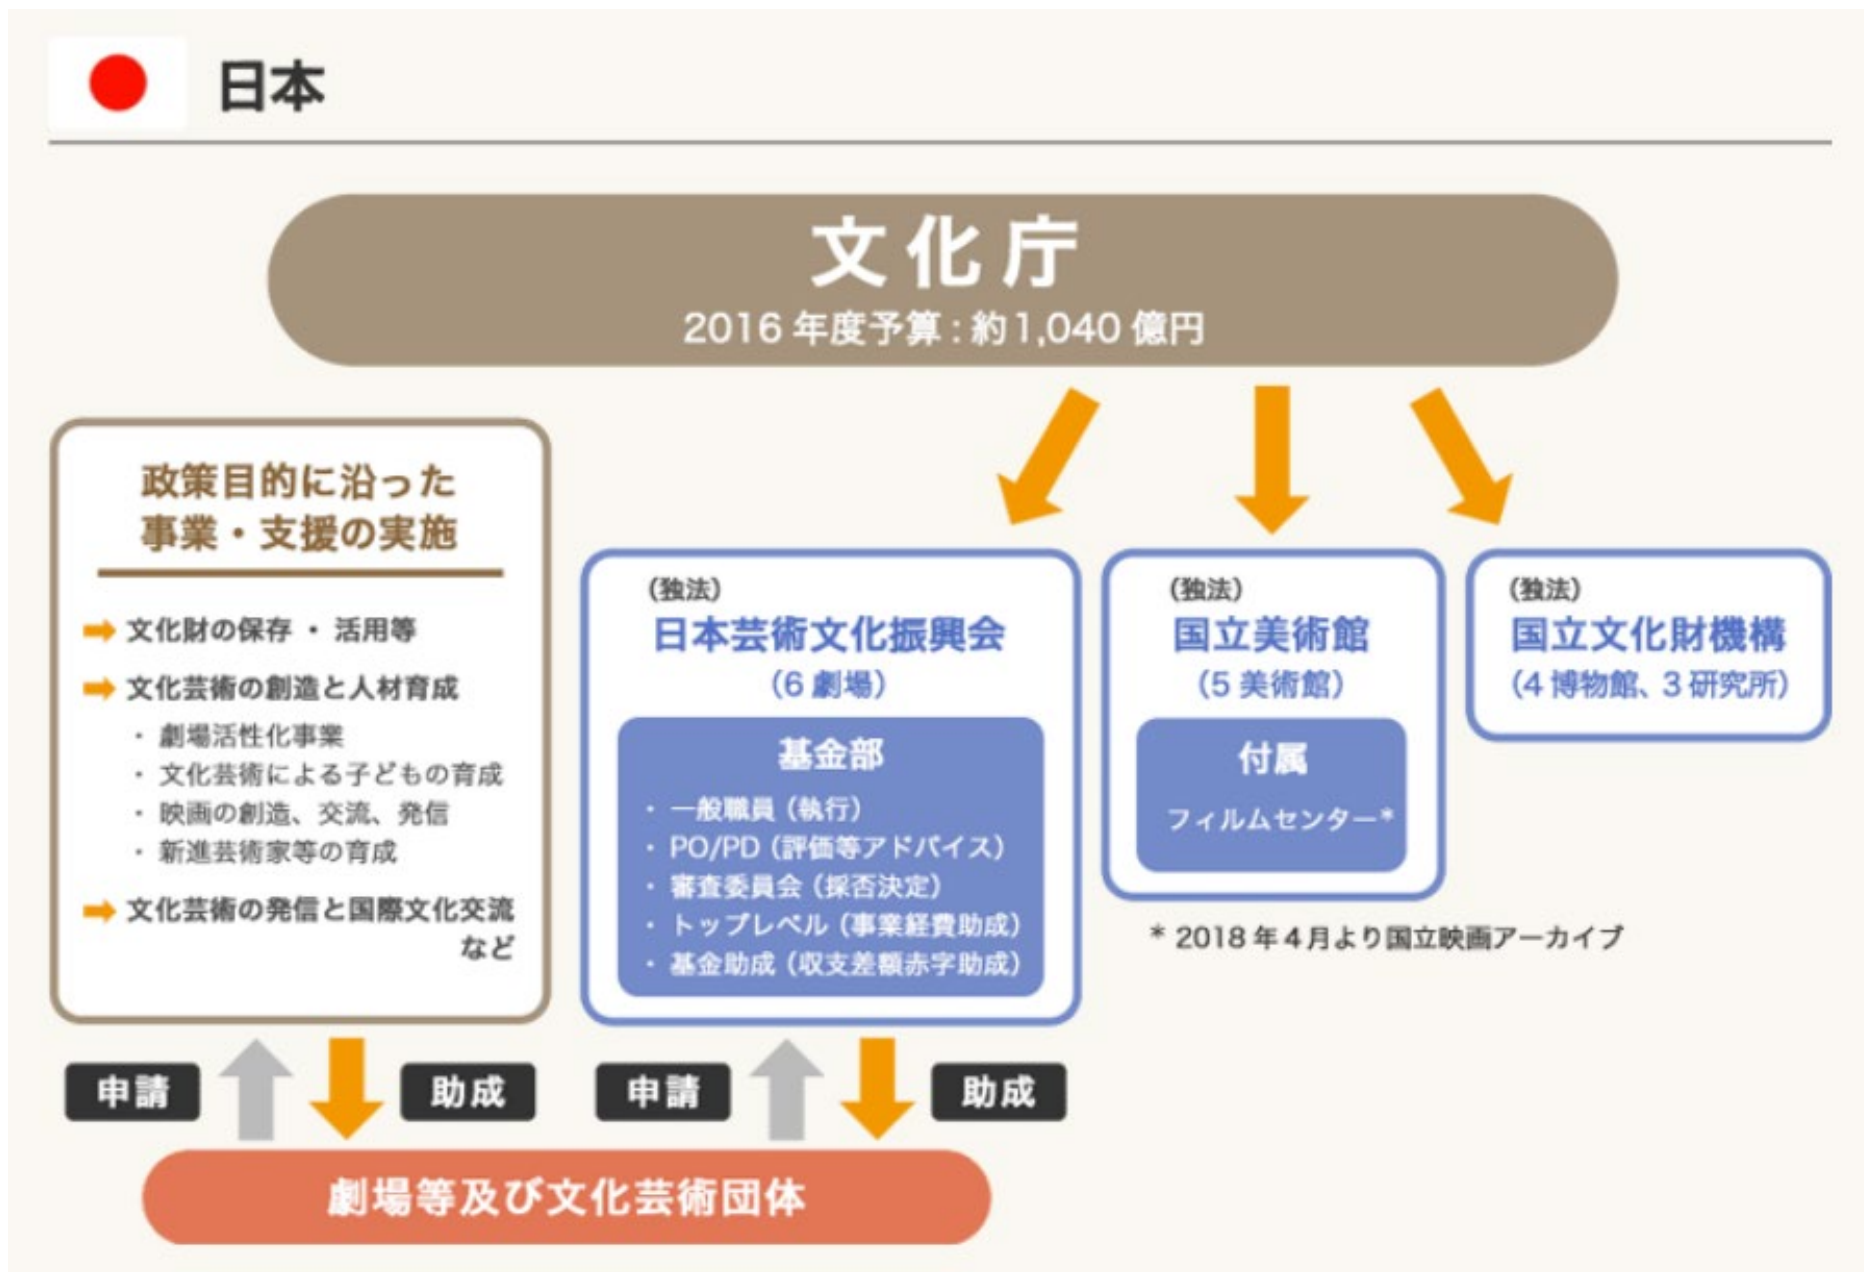 日本
文化庁
2016年度予算：約1,040億円
政策目的に沿った
事業・支援の実施
文化財の保存・活用等
文化芸術の創造と人材育成
・劇場活性化事業
・文化芸術による子どもの育成
・映画の創造、交流、発信
・新進芸術家等の育成
文化芸術の発信と国際文化交流
など
（独法）
日本芸術文化振興会
（6劇場）
基金部
・一般職員（執行）
・PO/PD（評価等アドバイス）
・審査委員会（採否決定）
・トップレベル（事業経費助成）
・基金助成（収支差額赤字助成）
（独法）
国立美術館
（5美術館）
付属
フィルムセンター*
（独法）
国立文化財機構
（4博物館、3研究所）
* 2018年4月より国立映画アーカイブ
申請
助成
申請
助成
劇場等及び文化芸術団体